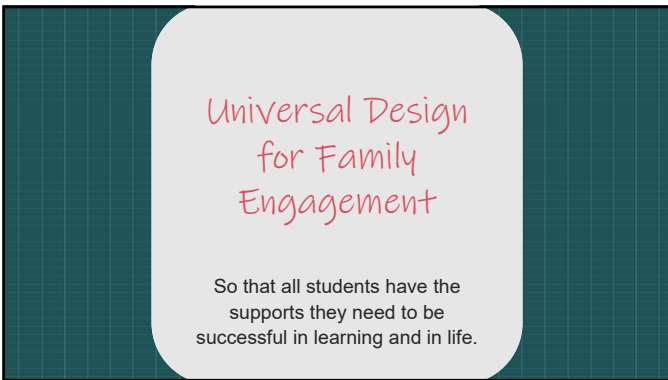 Universal Design
for Family
Engagement
So that all students have the
supports they need to be
successful in learning and in life.